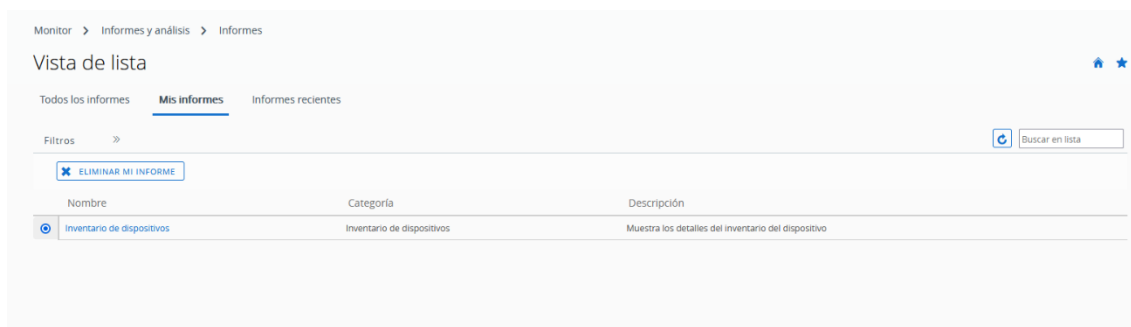 Monitor > Informes y análisis > Informes
Vista de lista
Todos los informes Mis informes Informes recientes
Filtros » Buscar en lista
ELIMINAR MI INFORME
Nombre Categoría Descripción
Inventario de dispositivos Inventario de dispositivos Muestra los detalles del inventario del dispositivo